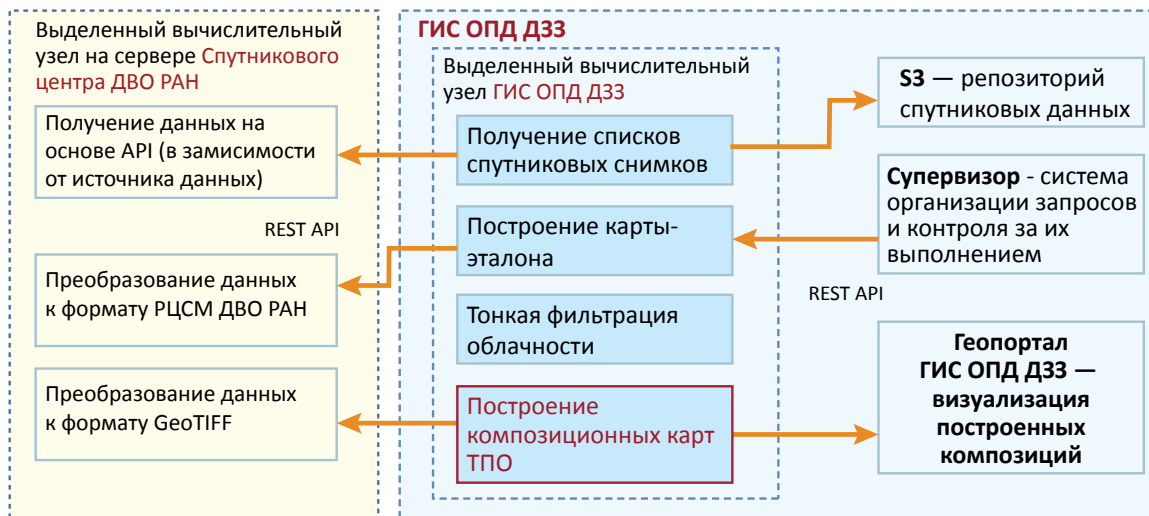 Выделенный вычислительный
узел на сервере Спутникового
центра ДВО РАН
Получение данных на
основе API (в замисимости
от источника данных)
REST API
Преобразование данных
к формату РЦСМ ДВО РАН
Преобразование данных
к формату GeoTIFF
ГИС ОПД ДЗЗ
Выделенный вычислительный
узел ГИС ОПД ДЗЗ
Получение списков
спутниковых снимков
Построение карты-
эталона
Тонкая фильтрация
облачности
Построение
композиционных карт
ТПО
S3 — репозиторий
спутниковых данных
Супервизор - система
организации запросов
и контроля за их
выполнением
REST API
Геопортал
ГИС ОПД ДЗЗ —
визуализация
построенных
композиций